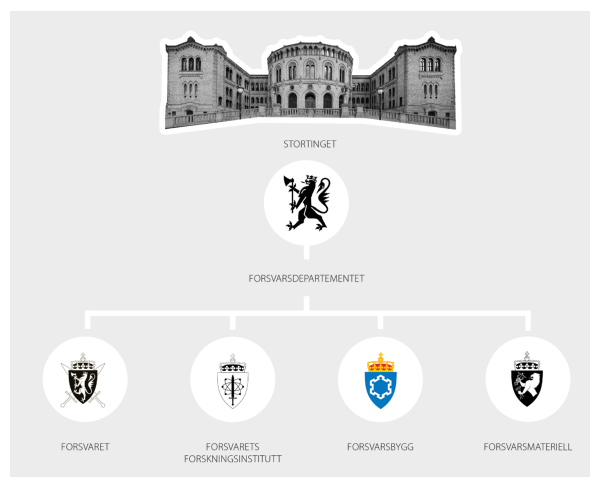 STORTINGET
FORSVARSDEPARTEMENTET
FORSVARET
FORSVARETS
FORSKNINGSINSTITUTT
FORSVARSBYGG
FORSVARSMATERIELL